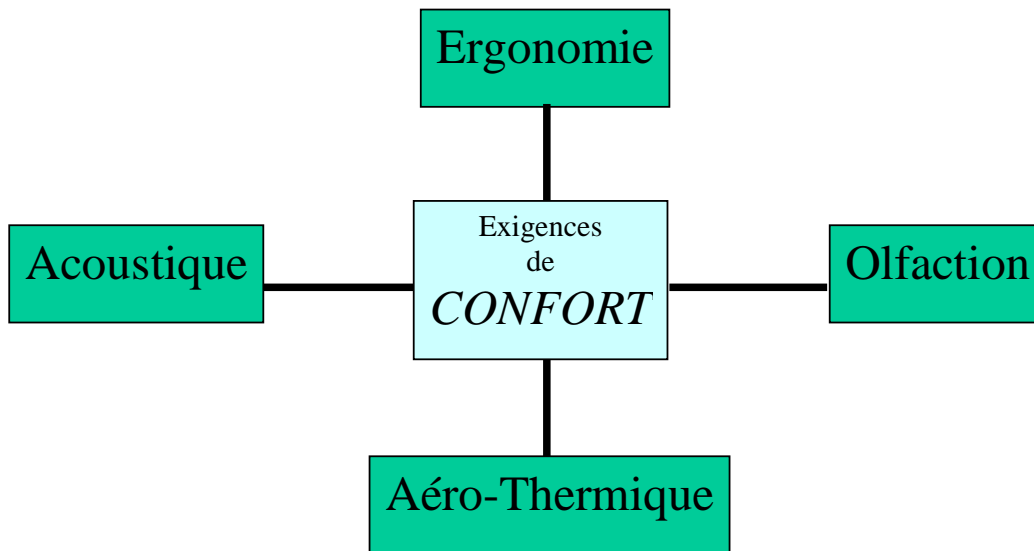 Ergonomie
Exigences
de
CONFORT
Acoustique
Olfaction
Aéro-Thermique